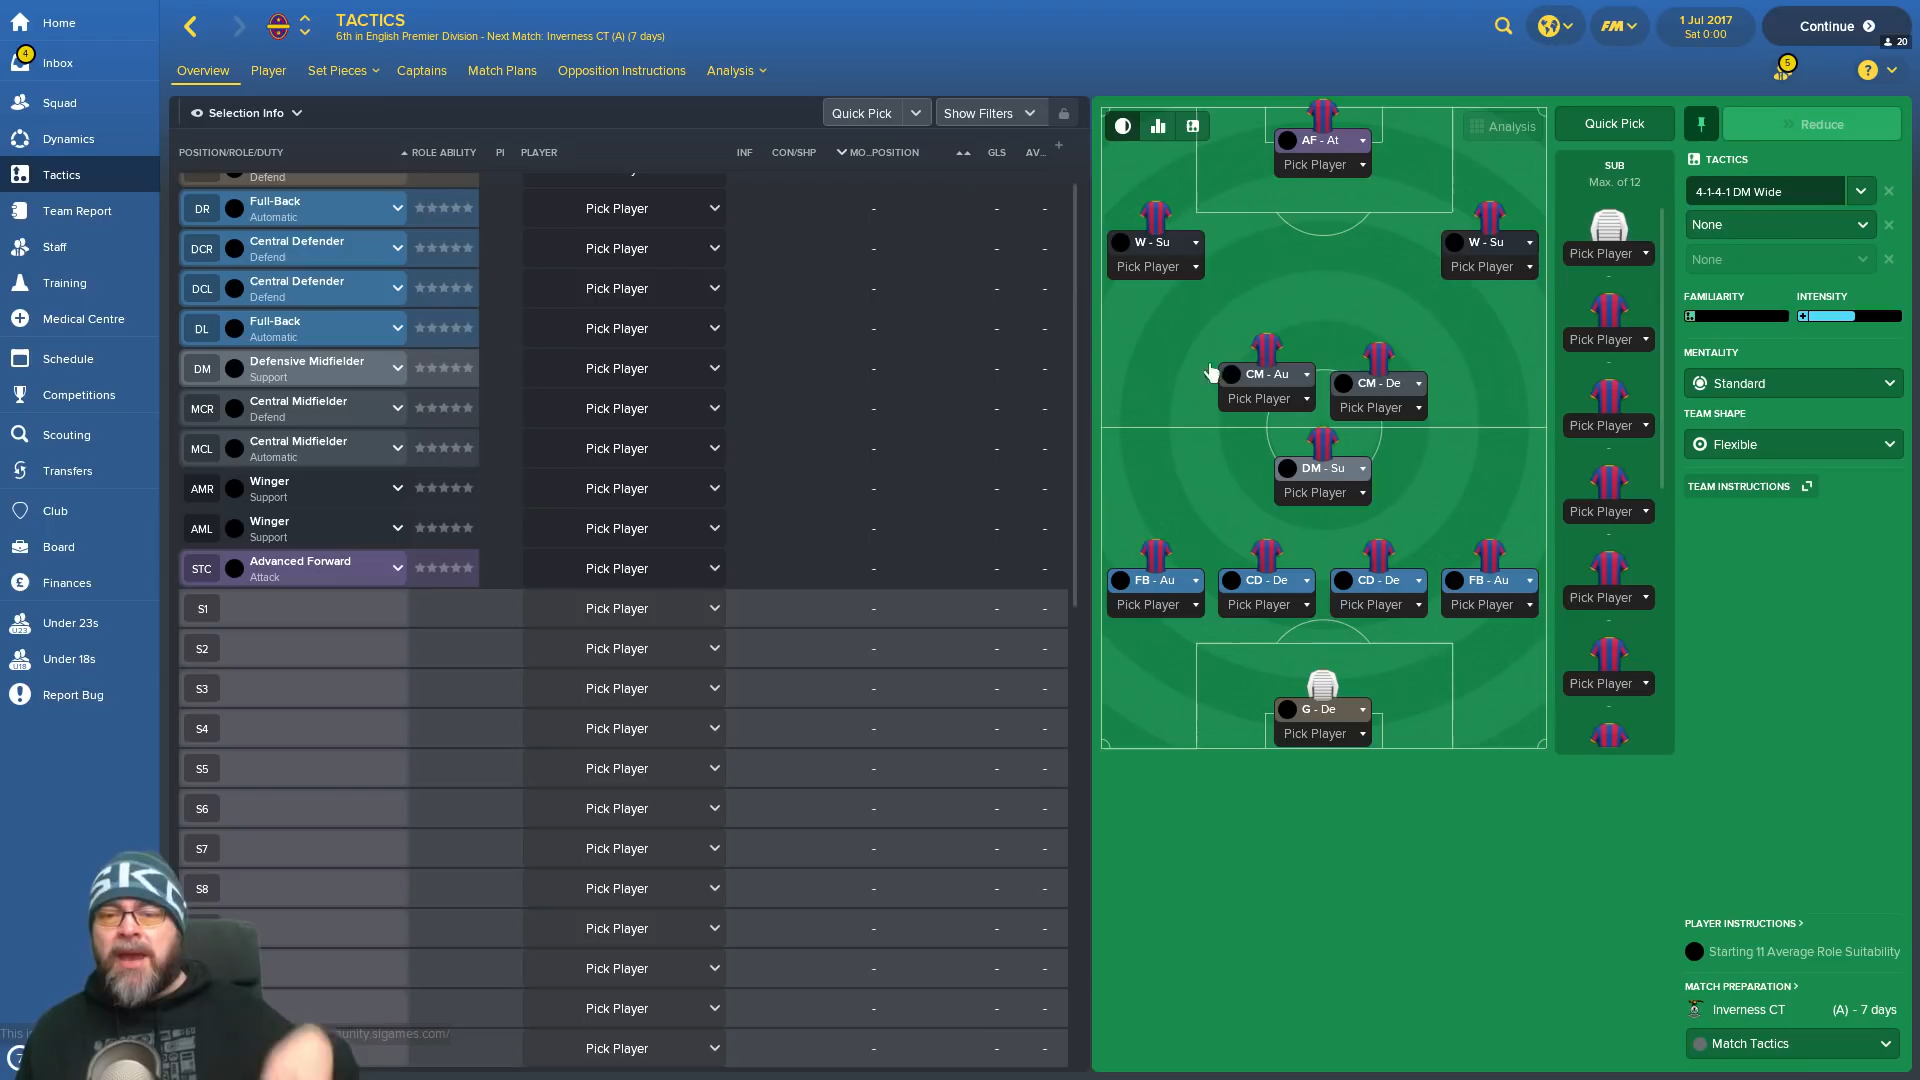 Home
4
Inbox
Squad
Dynamics
Tactics
Team Report
Staff
Training
Medical Centre
Schedule
Competitions
Scouting
Transfers
Club
Board
Finances
U23
Under 23s
U18
Under 18s
Report Bug
TACTICS
6th in English Premier Division - Next Match: Inverness CT (A) (7 days)
FM
1 Jul 2017
Sat 0:00
Continue
20
Overview
Player
Set Pieces
Captains
Match Plans
Opposition Instructions
Analysis
5
?
Selection Info
Quick Pick
Show Filters
POSITION/ROLE/DUTY
ROLE ABILITY
PI
PLAYER
INF
CON/SHP
MO...
POSITION
GLS
AV...
+
Defend
DR Full-Back Pick Player - - -
Automatic
DCR Central Defender Pick Player - - -
Defend
DCL Central Defender Pick Player - - -
Defend
DL Full-Back Pick Player - - -
Automatic
DM Defensive Midfielder Pick Player - - -
Support
MCR Central Midfielder Pick Player - - -
Defend
MCL Central Midfielder Pick Player - - -
Automatic
AMR Winger Pick Player - - -
Support
AML Winger Pick Player - - -
Support
STC Advanced Forward Pick Player - - -
Attack
S1 Pick Player - - -
S2 Pick Player - - -
S3 Pick Player - - -
S4 Pick Player - - -
S5 Pick Player - - -
S6 Pick Player - - -
S7 Pick Player - - -
S8 Pick Player - - -
Pick Player - - -
Pick Player - - -
Pick Player - - -
Pick Player - - -
Analysis
AF - At
Pick Player
W - Su
Pick Player
W - Su
Pick Player
CM - Au
Pick Player
CM - De
Pick Player
DM - Su
Pick Player
FB - Au
Pick Player
CD - De
Pick Player
CD - De
Pick Player
FB - Au
Pick Player
G - De
Pick Player
Quick Pick
SUB
Max. of 12
Pick Player
-
Pick Player
-
Pick Player
-
Pick Player
-
Pick Player
-
Pick Player
-
Reduce
TACTICS
4-1-4-1 DM Wide
None
None
FAMILIARITY
INTENSITY
MENTALITY
Standard
TEAM SHAPE
Flexible
TEAM INSTRUCTIONS
PLAYER INSTRUCTIONS >
Starting 11 Average Role Suitability
MATCH PREPARATION >
Inverness CT
(A) - 7 days
Match Tactics
This
unity.sigames.com/